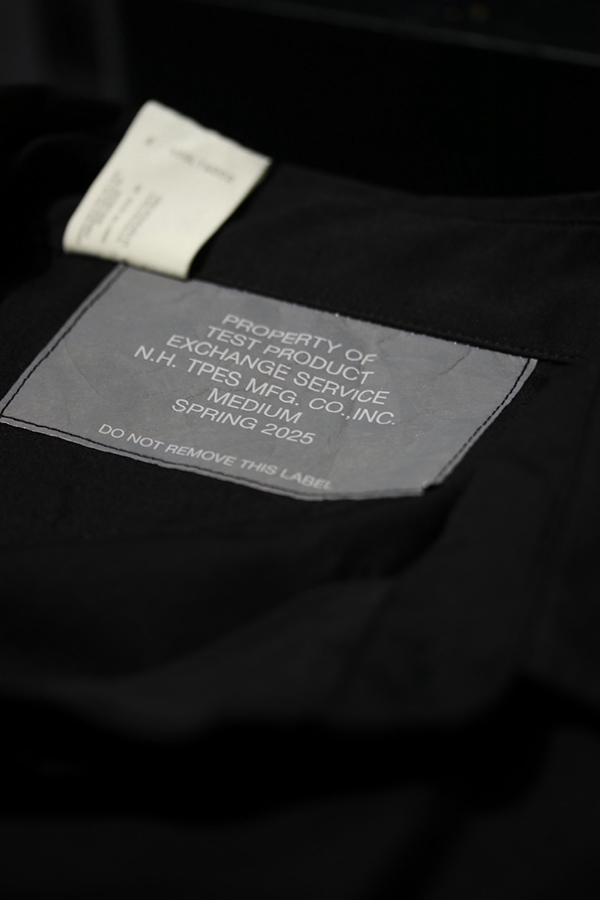 PROPERTY OF
TEST PRODUCT
EXCHANGE SERVICE
N.H. TPES MFG. CO.,INC.
MEDIUM
SPRING 2025
DO NOT REMOVE THIS LABEL